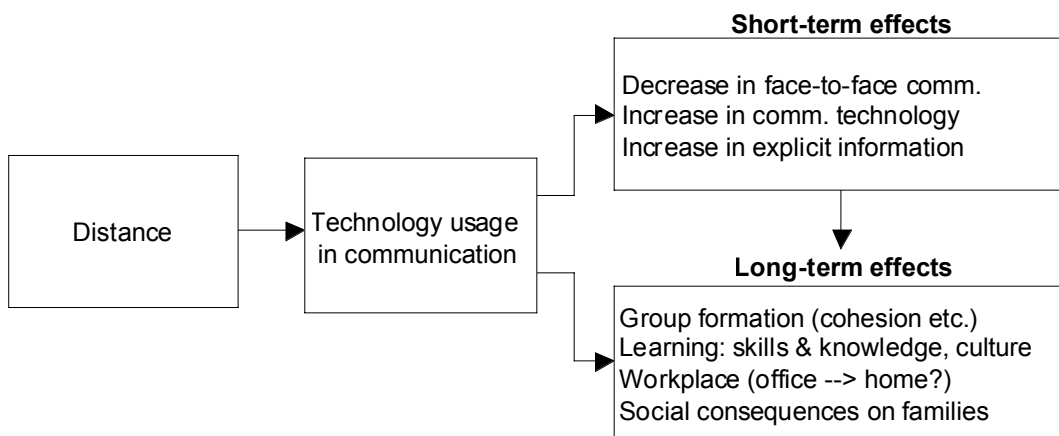 Short-term effects
Decrease in face-to-face comm.
Increase in comm. technology
Increase in explicit information
Distance
Technology usage
in communication
Long-term effects
Group formation (cohesion etc.)
Learning: skills & knowledge, culture
Workplace (office --> home?)
Social consequences on families